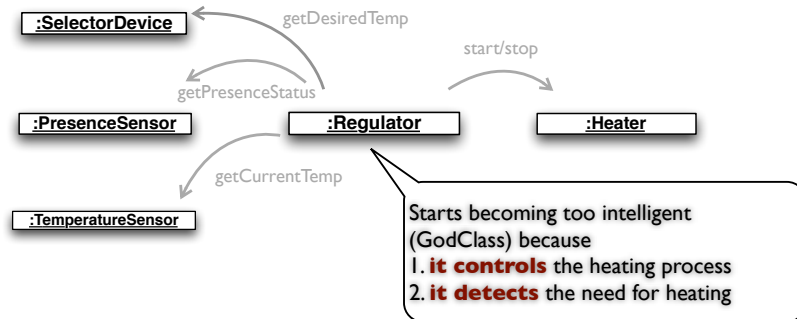 :SelectorDevice
getDesiredTemp
start/stop
getPresenceStatus
:PresenceSensor
:Regulator
:Heater
getCurrentTemp
:TemperatureSensor
Starts becoming too intelligent
(GodClass) because
1. it controls the heating process
2. it detects the need for heating